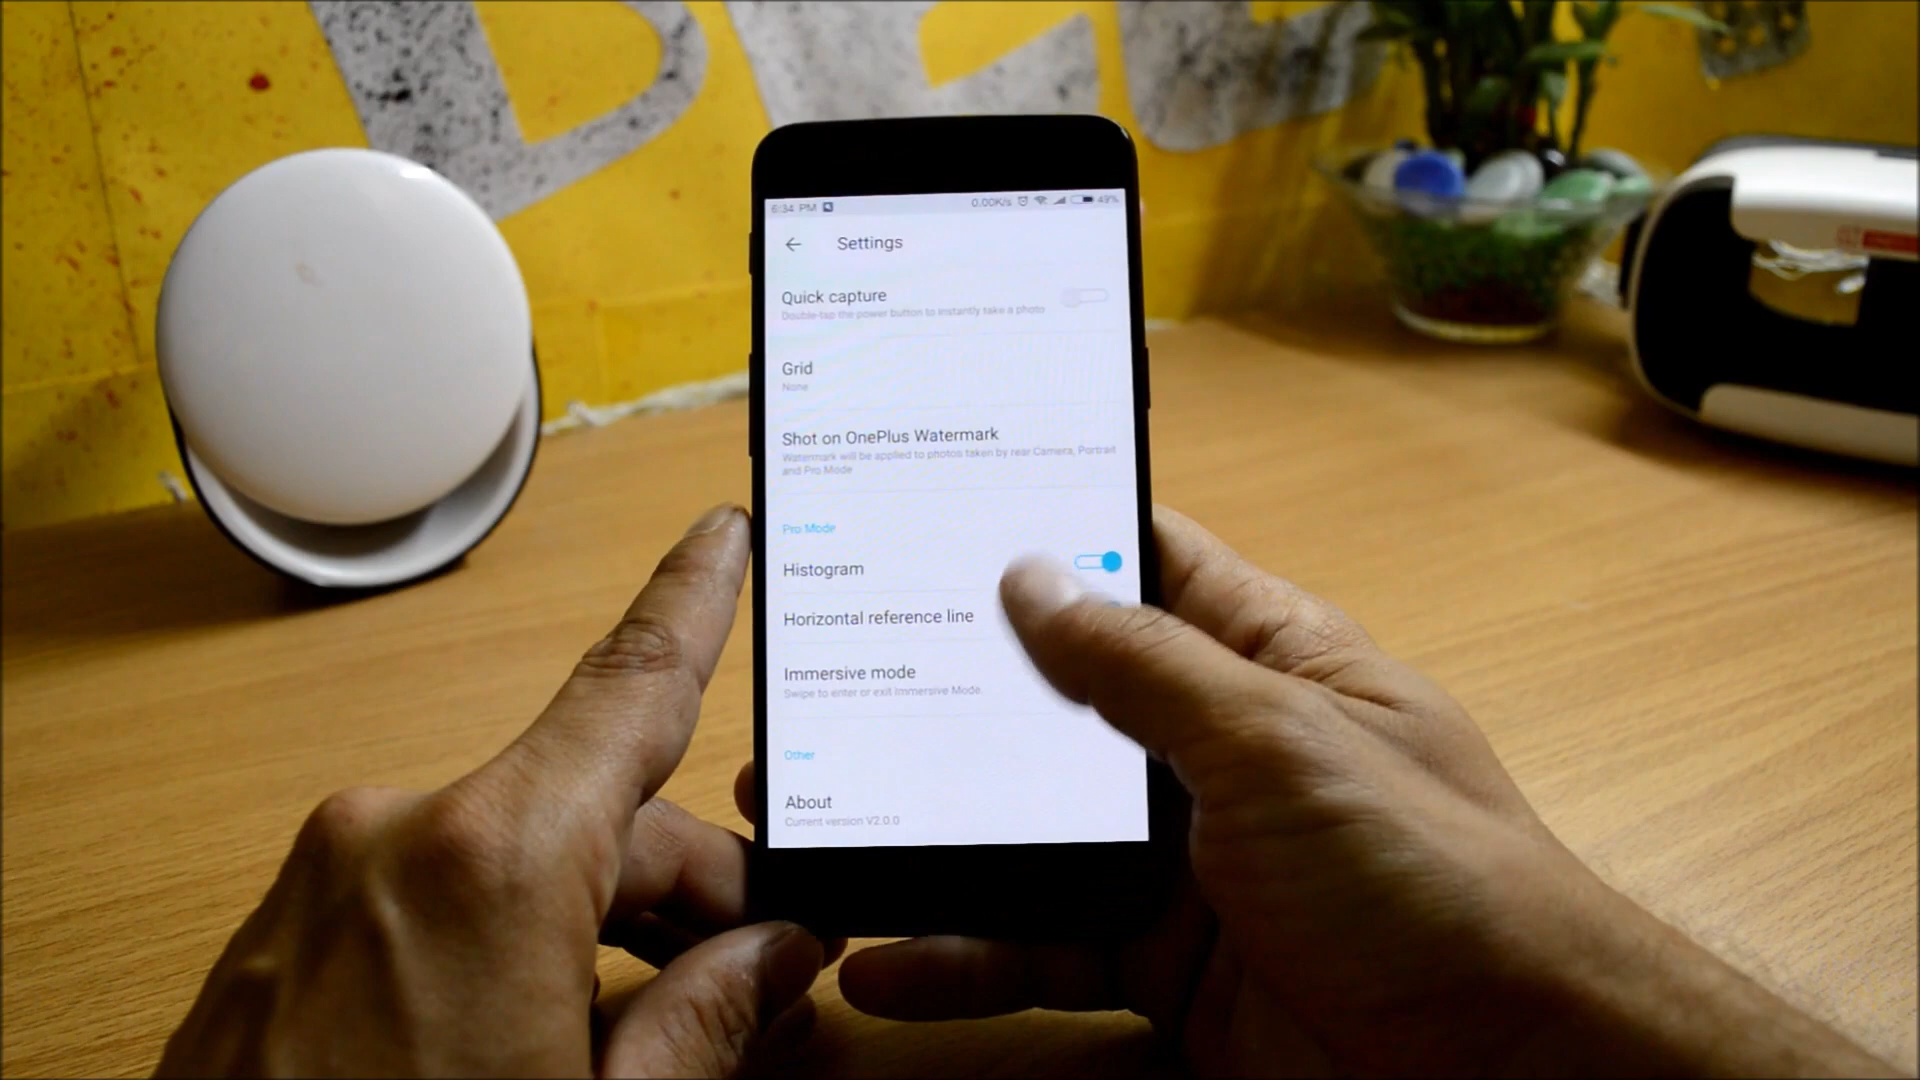 6:34 PM 0.00K/s 49%
Settings
Quick capture
Double-tap the power button to instantly take a photo
Grid
None
Shot on OnePlus Watermark
Watermark will be applied to photos taken by rear Camera, Portrait
and Pro Mode
Pro Mode
Histogram
Horizontal reference line
Immersive mode
Swipe to enter or exit Immersive Mode.
Other
About
Current version V2.0.0